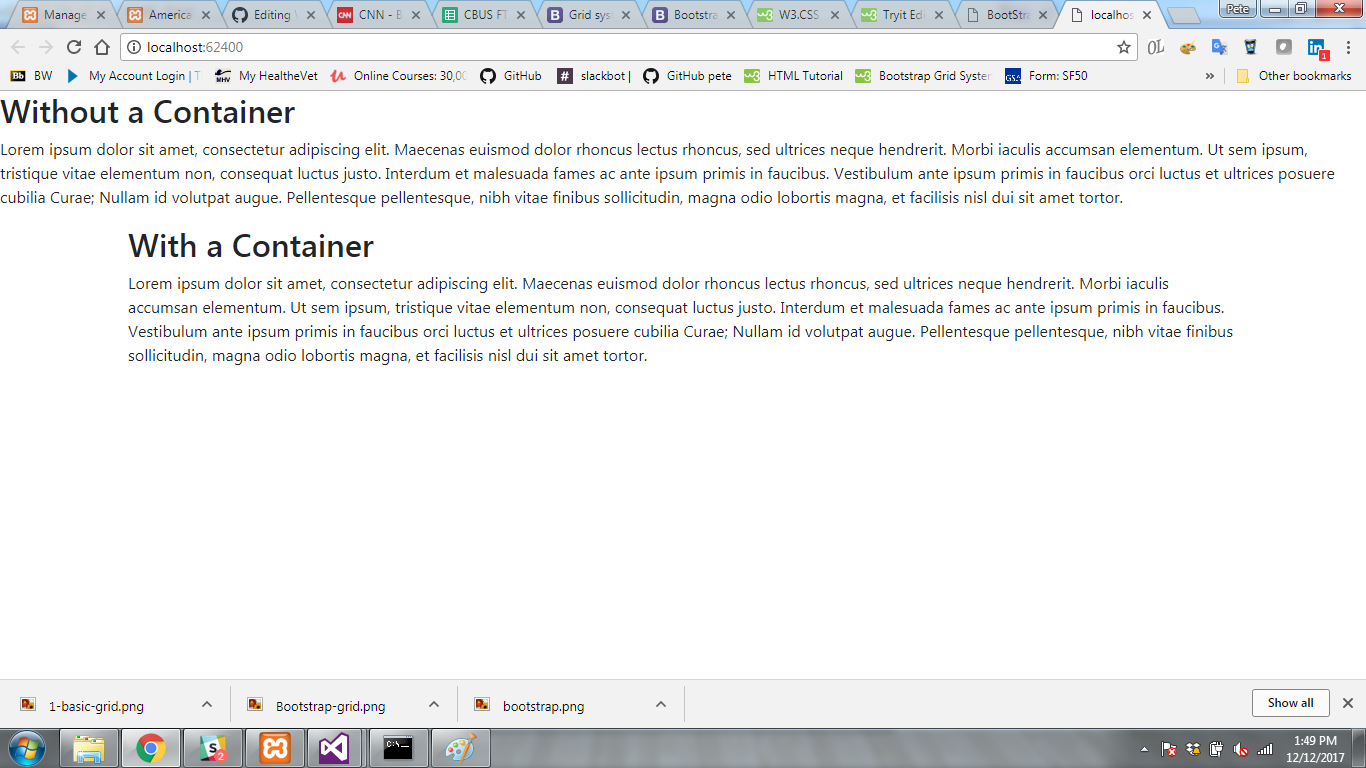 Manage
America
Editing
CNN - B
CBUS FT
Grid sys
Bootstra
W3.CSS
Tryit Edi
BootStra
localhos
Pete
localhost:62400
BW
My Account Login | T
My HealtheVet
Online Courses: 30,00
GitHub
slackbot |
GitHub pete
HTML Tutorial
Bootstrap Grid System
Form: SF50
»
Other bookmarks
Without a Container
Lorem ipsum dolor sit amet, consectetur adipiscing elit. Maecenas euismod dolor rhoncus lectus rhoncus, sed ultrices neque hendrerit. Morbi iaculis accumsan elementum. Ut sem ipsum,
tristique vitae elementum non, consequat luctus justo. Interdum et malesuada fames ac ante ipsum primis in faucibus. Vestibulum ante ipsum primis in faucibus orci luctus et ultrices posuere
cubilia Curae; Nullam id volutpat augue. Pellentesque pellentesque, nibh vitae finibus sollicitudin, magna odio lobortis magna, et facilisis nisl dui sit amet tortor.
With a Container
Lorem ipsum dolor sit amet, consectetur adipiscing elit. Maecenas euismod dolor rhoncus lectus rhoncus, sed ultrices neque hendrerit. Morbi iaculis
accumsan elementum. Ut sem ipsum, tristique vitae elementum non, consequat luctus justo. Interdum et malesuada fames ac ante ipsum primis in faucibus.
Vestibulum ante ipsum primis in faucibus orci luctus et ultrices posuere cubilia Curae; Nullam id volutpat augue. Pellentesque pellentesque, nibh vitae finibus
sollicitudin, magna odio lobortis magna, et facilisis nisl dui sit amet tortor.
1-basic-grid.png
Bootstrap-grid.png
bootstrap.png
Show all
1:49 PM
12/12/2017